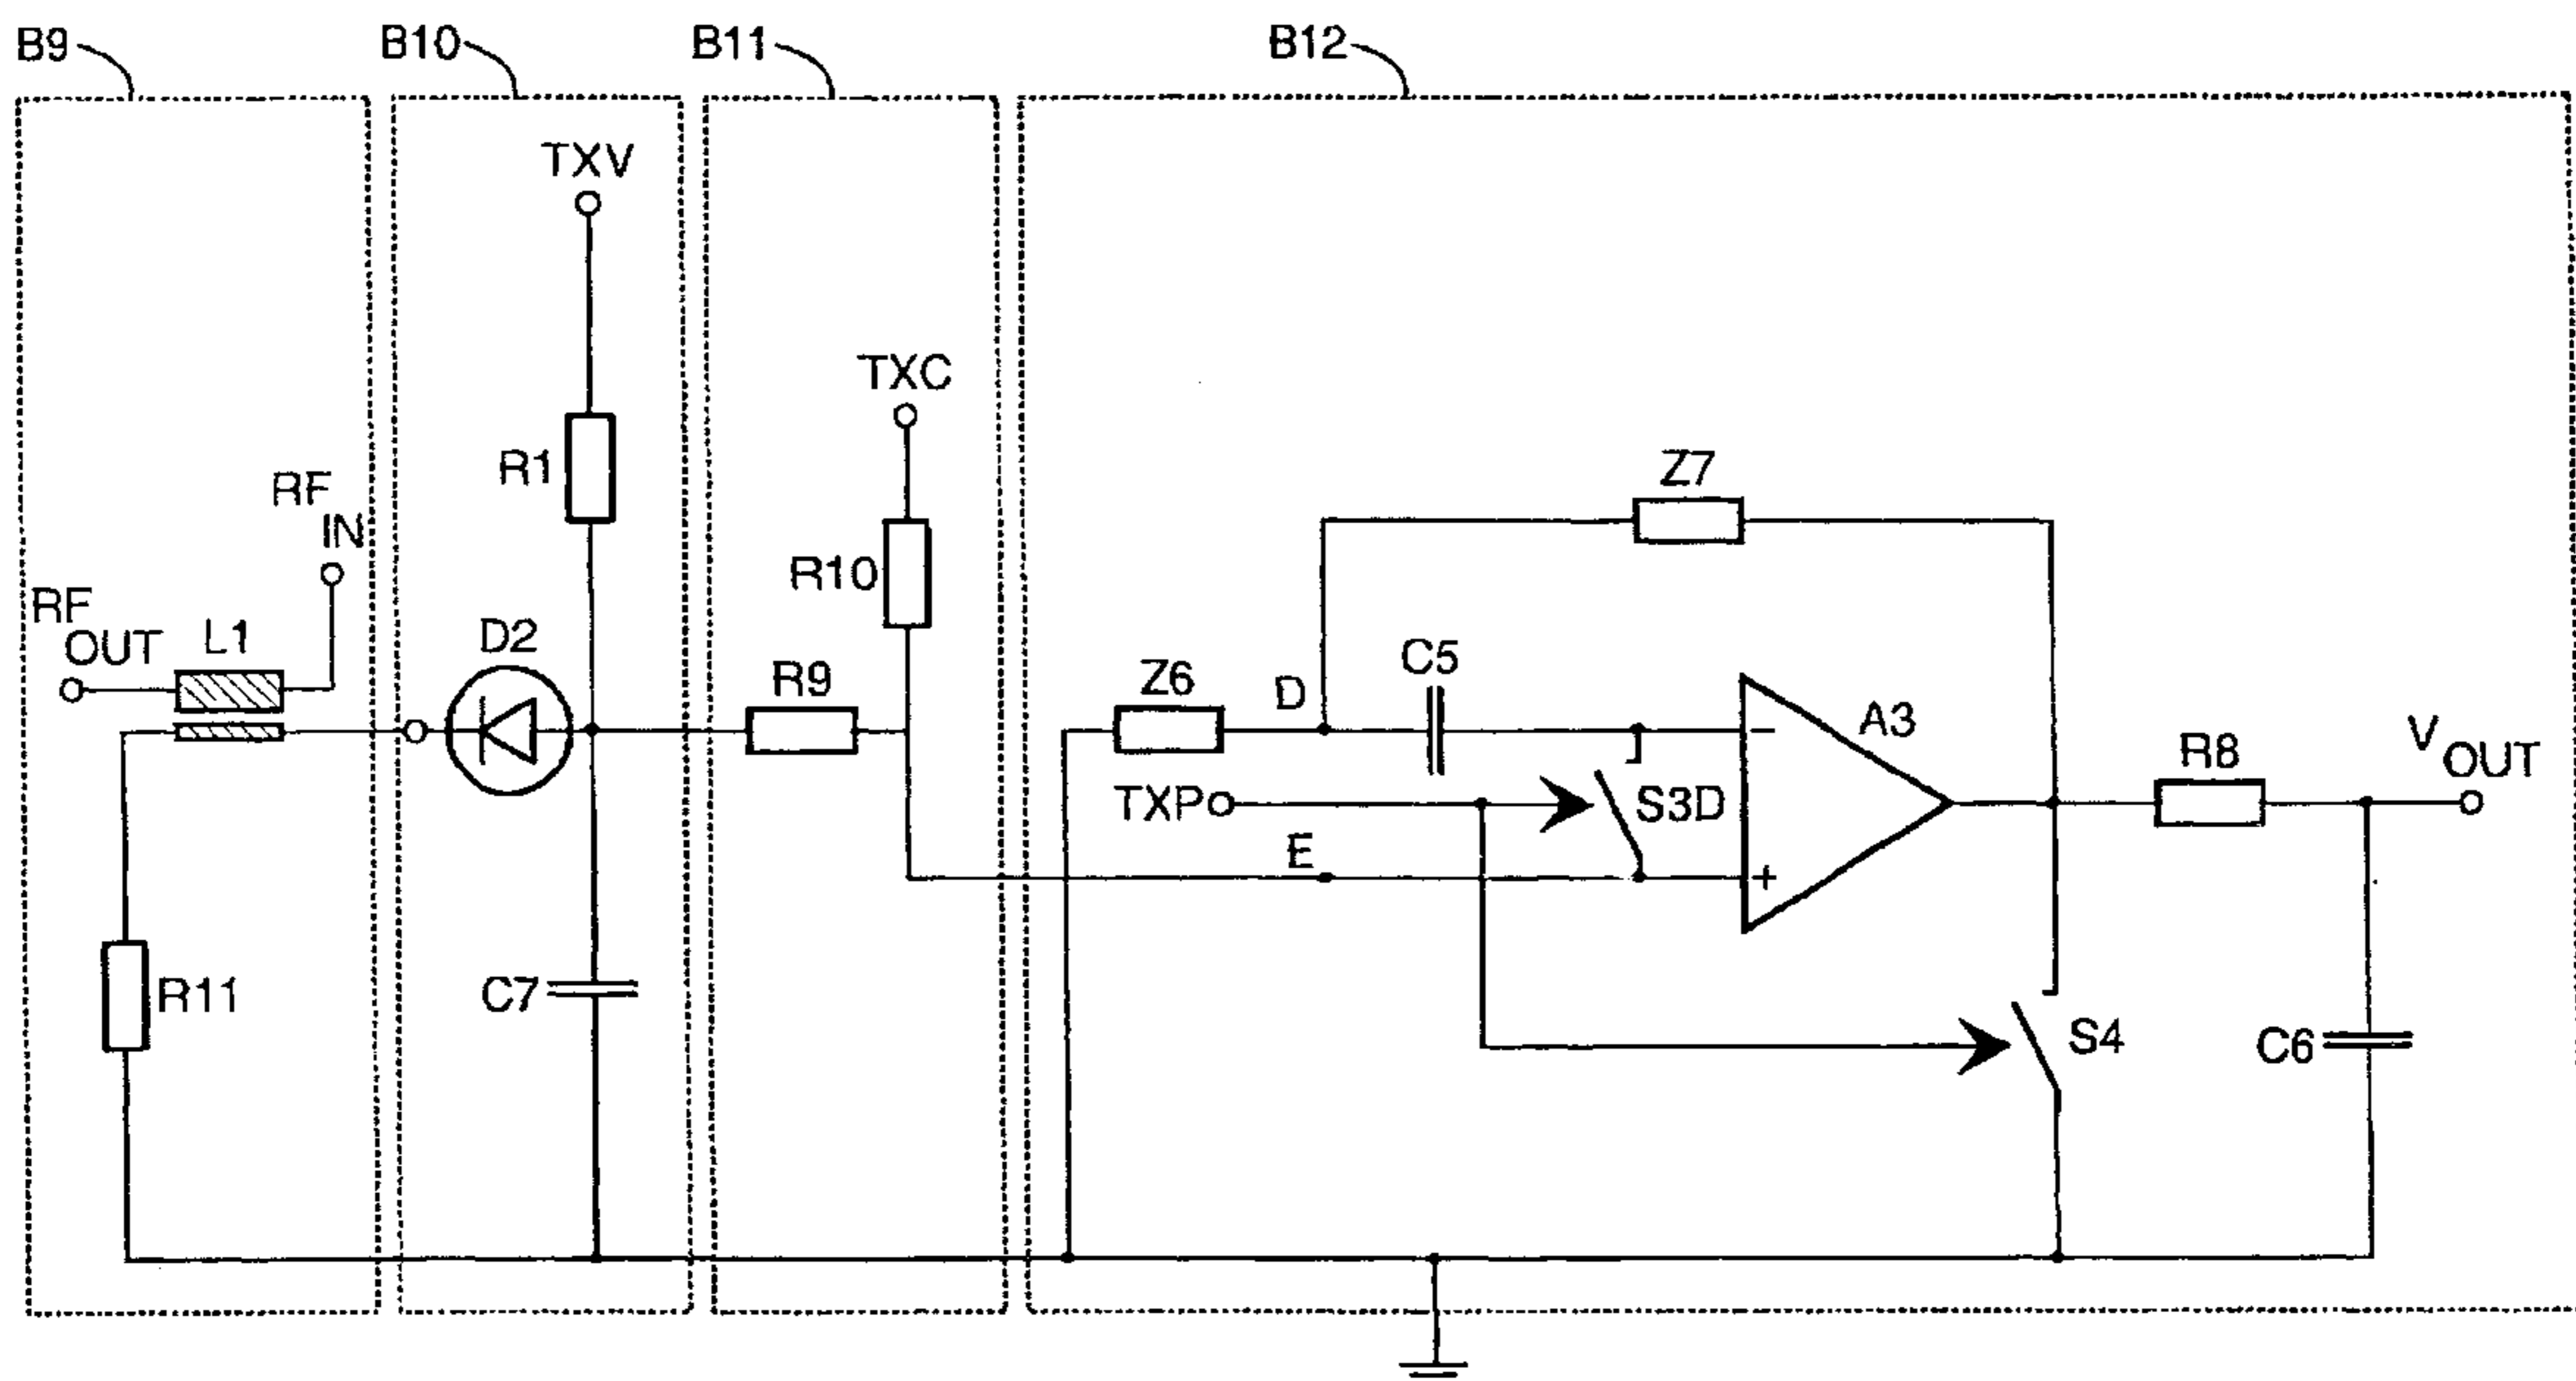 B9
B10
B11
B12
TXV
TXC
R1
Z7
RF
IN
R10
RF
OUT
L1
D2
R9
Z6
D
C5
A3
R8
V
OUT
TXP
S3D
E
−
+
R11
C7
S4
C6